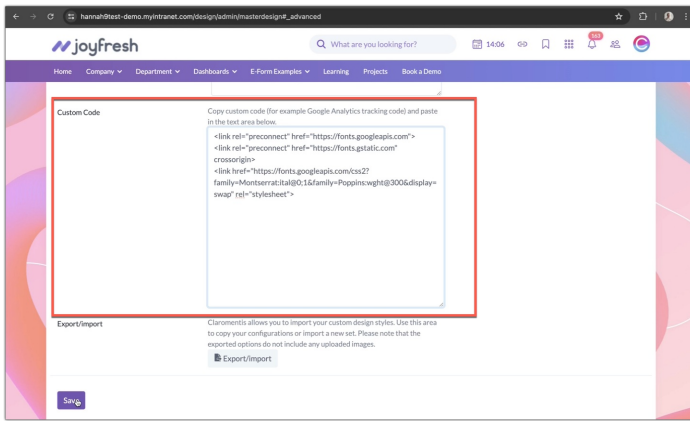 hannah9test-demo.myintranet.com/design/admin/masterdesign#_advanced
joyfresh
What are you looking for?
14:06
163
Home Company Department Dashboards E-Form Examples Learning Projects Book a Demo
Custom Code
Copy custom code (for example Google Analytics tracking code) and paste
in the text area below.
<link rel="preconnect" href="https://fonts.googleapis.com">
<link rel="preconnect" href="https://fonts.gstatic.com"
crossorigin>
<link href="https://fonts.googleapis.com/css2?
family=Montserrat:ital@0;1&family=Poppins:wght@300&display=
swap" rel="stylesheet">
Export/import
Claromentis allows you to import your custom design styles. Use this area
to copy your configurations or import a new set. Please note that the
exported options do not include any uploaded images.
Export/import
Save